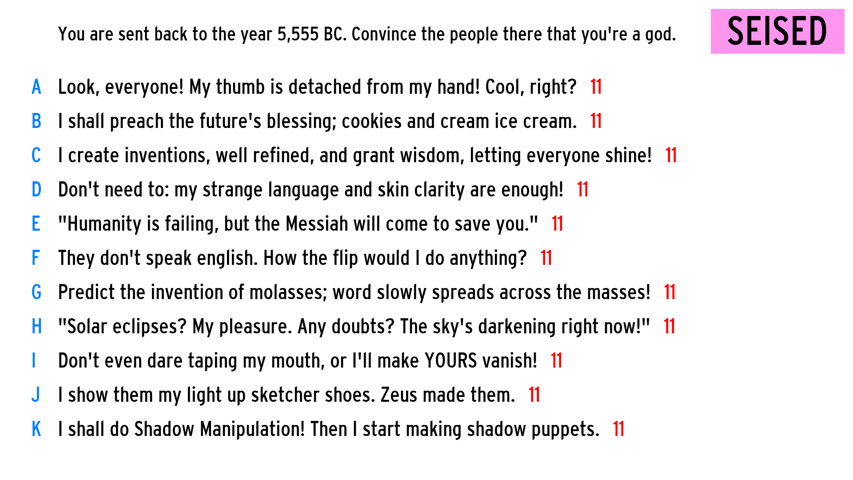 You are sent back to the year 5,555 BC. Convince the people there that you're a god.
SEISED
A Look, everyone! My thumb is detached from my hand! Cool, right? 11
B I shall preach the future's blessing; cookies and cream ice cream. 11
C I create inventions, well refined, and grant wisdom, letting everyone shine! 11
D Don't need to: my strange language and skin clarity are enough! 11
E "Humanity is failing, but the Messiah will come to save you." 11
F They don't speak english. How the flip would I do anything? 11
G Predict the invention of molasses; word slowly spreads across the masses! 11
H "Solar eclipses? My pleasure. Any doubts? The sky's darkening right now!" 11
I Don't even dare taping my mouth, or I'll make YOURS vanish! 11
J I show them my light up sketcher shoes. Zeus made them. 11
K I shall do Shadow Manipulation! Then I start making shadow puppets. 11